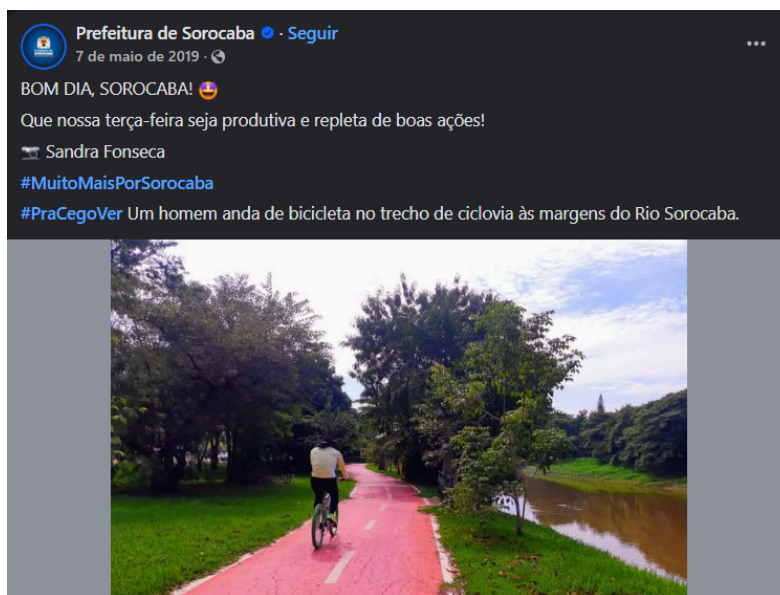 Prefeitura de Sorocaba · Seguir
7 de maio de 2019 ·
BOM DIA, SOROCABA! 🤩
Que nossa terça-feira seja produtiva e repleta de boas ações!
📷 Sandra Fonseca
#MuitoMaisPorSorocaba
#PraCegoVer Um homem anda de bicicleta no trecho de ciclovia às margens do Rio Sorocaba.